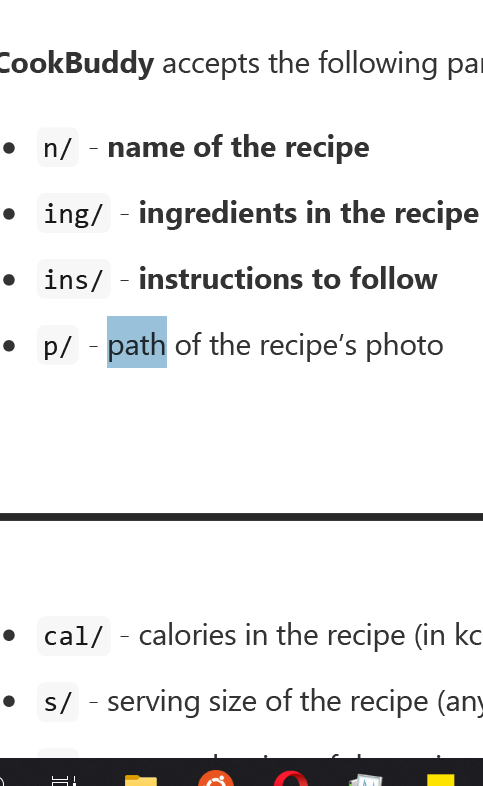 CookBuddy accepts the following par
n/ - name of the recipe
ing/ - ingredients in the recipe
ins/ - instructions to follow
p/ - path of the recipe’s photo
cal/ - calories in the recipe (in kc
s/ - serving size of the recipe (any